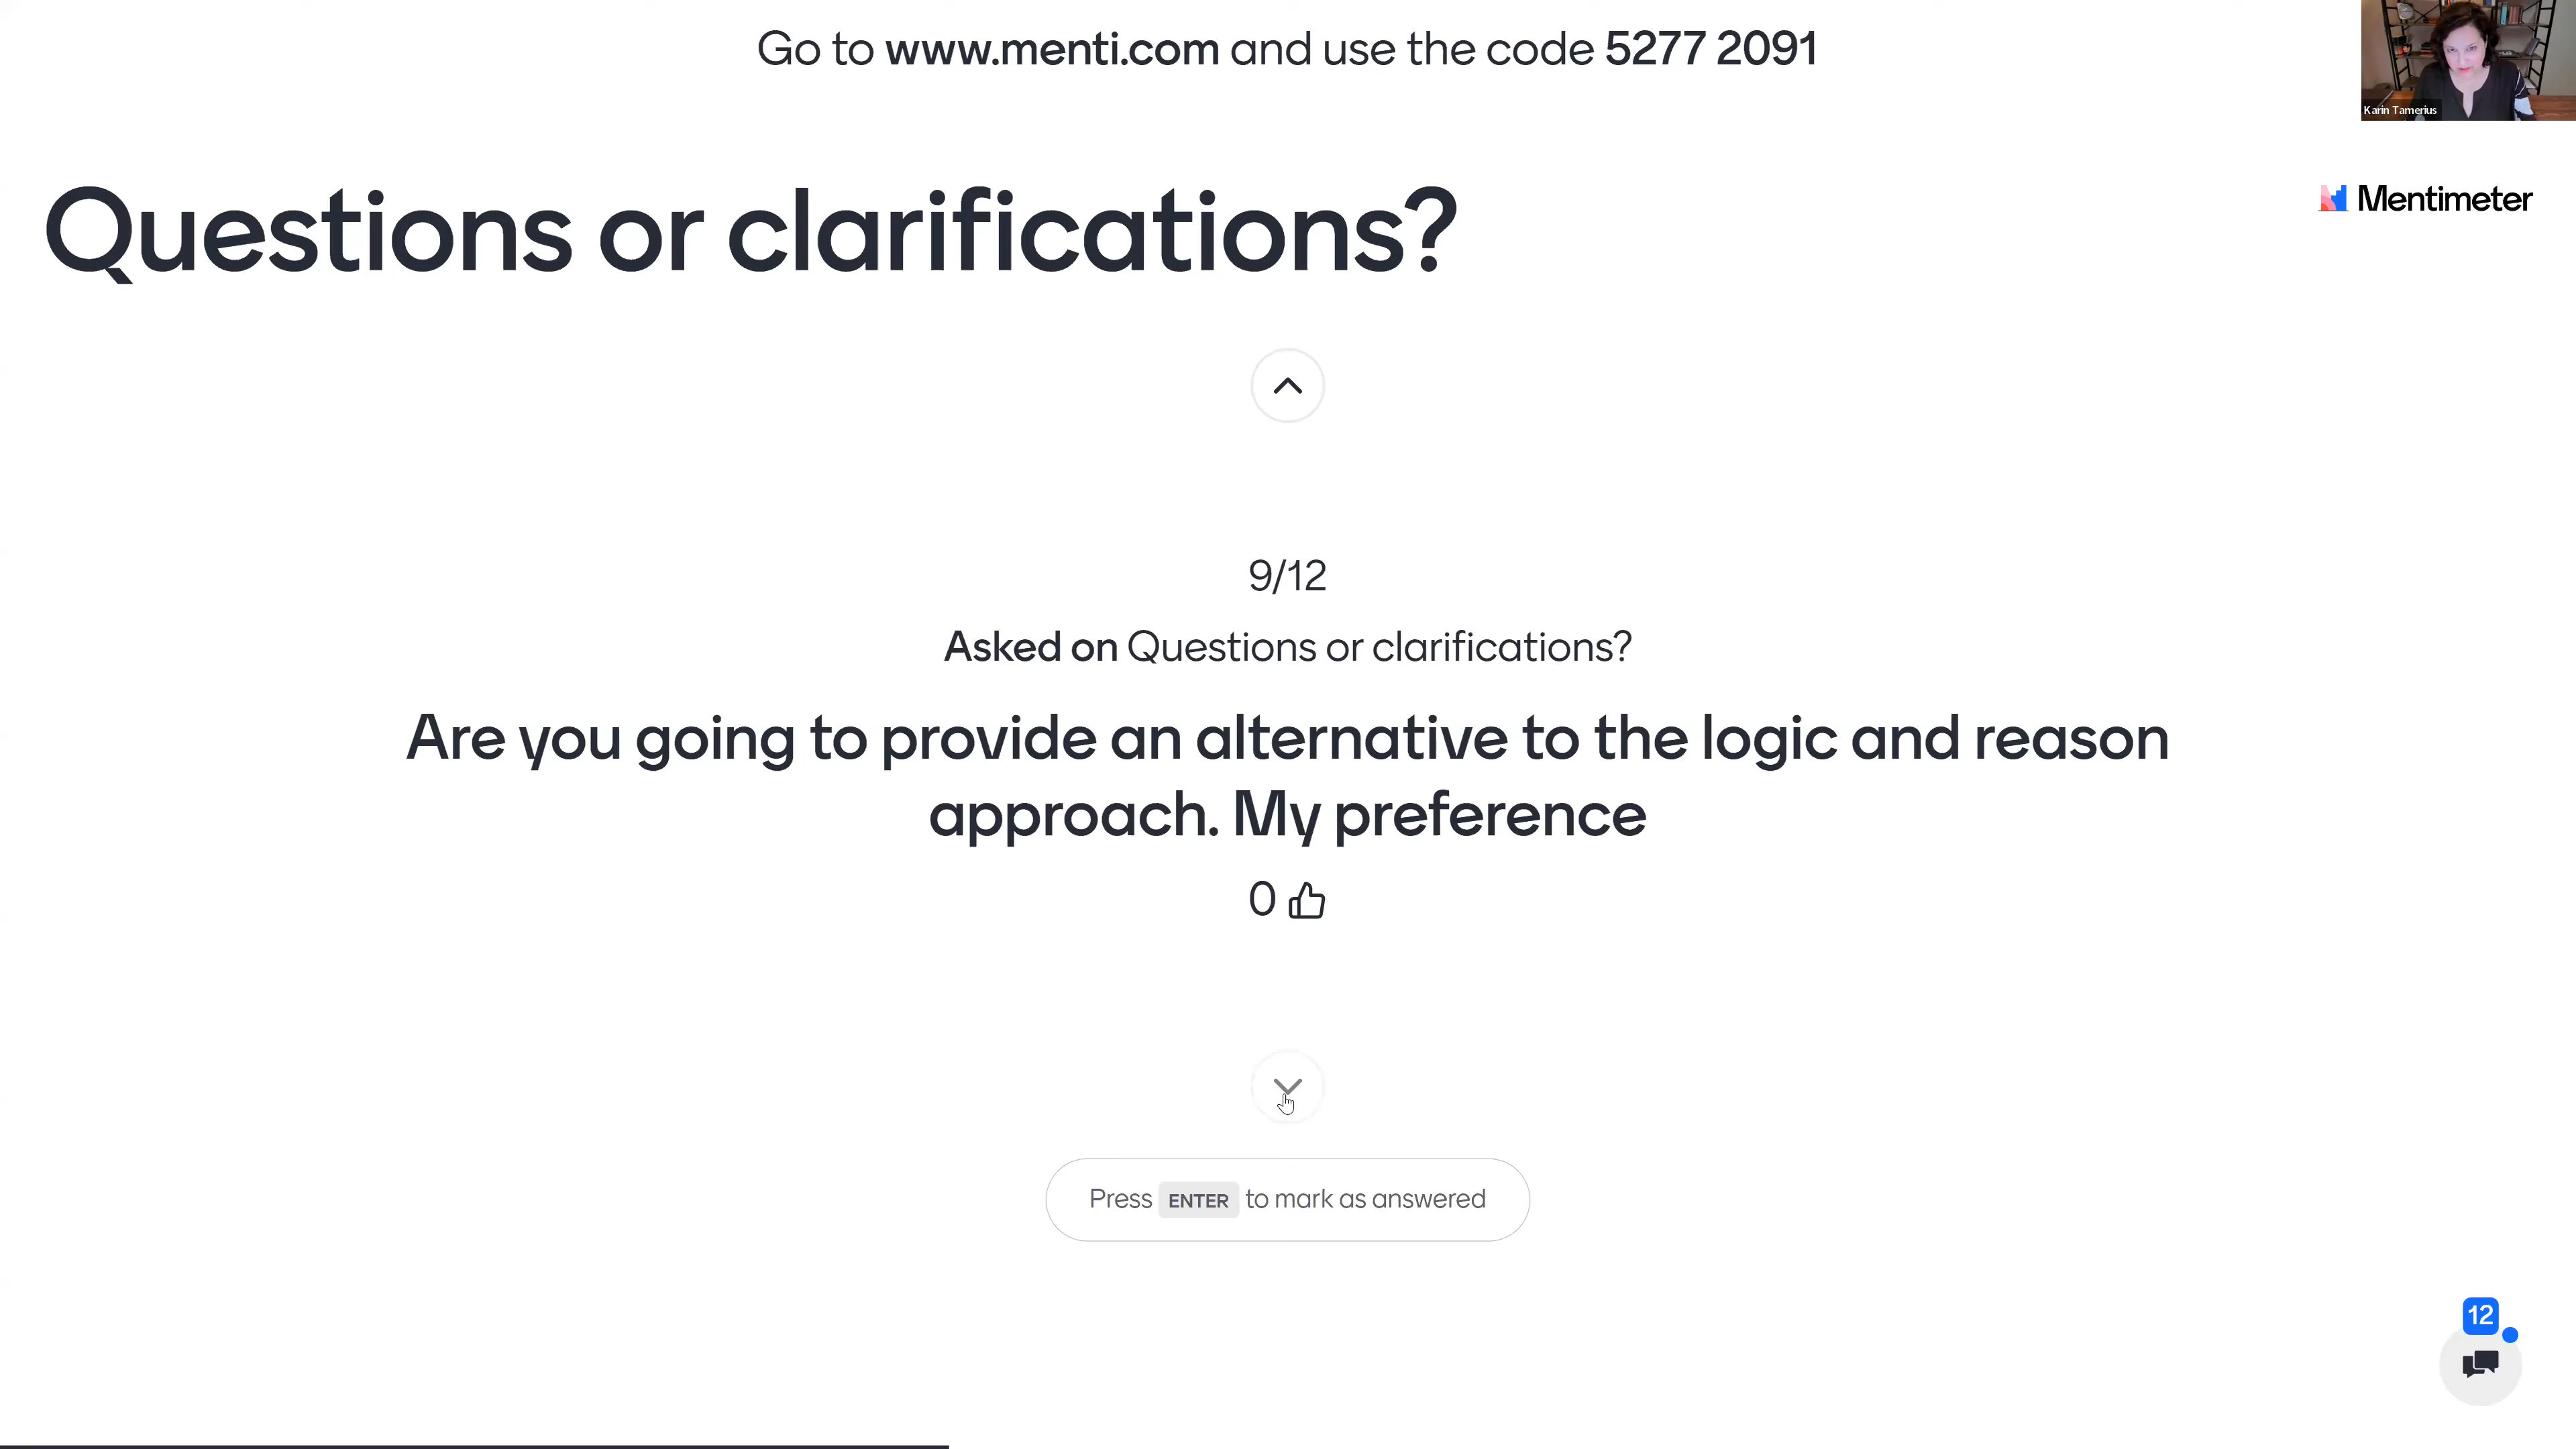 Go to www.menti.com and use the code 5277 2091
Karin Tamerius
Mentimeter
Questions or clarifications?
9/12
Asked on Questions or clarifications?
Are you going to provide an alternative to the logic and reason
approach. My preference
0
Press ENTER to mark as answered
12